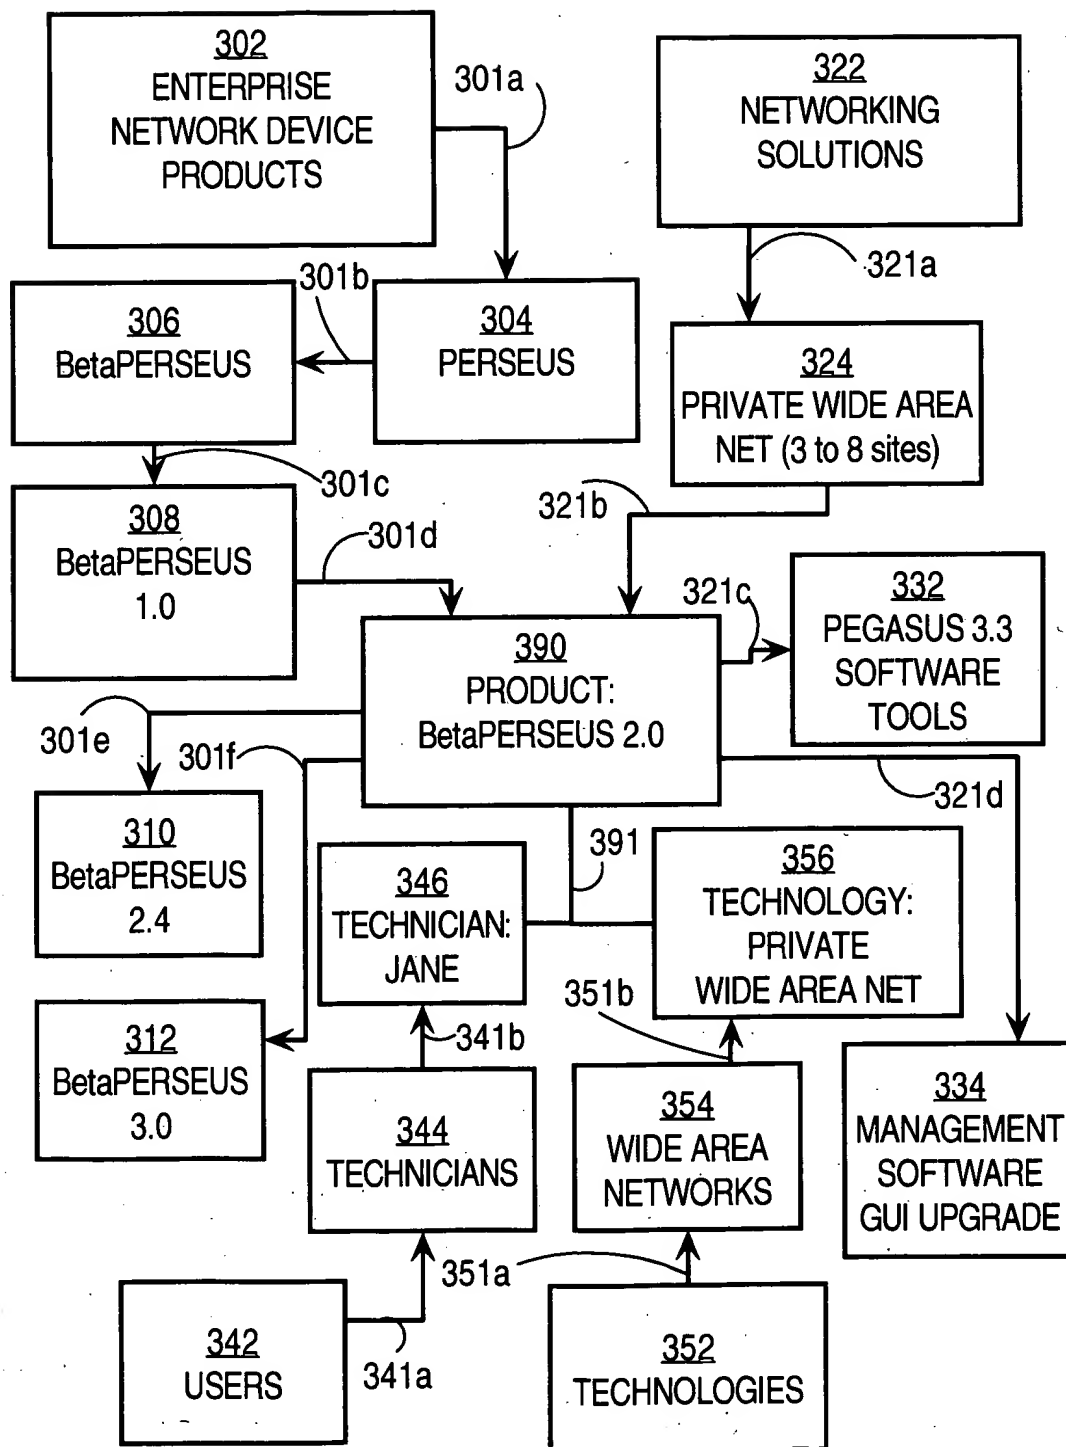 302
ENTERPRISE
NETWORK DEVICE
PRODUCTS
301a
322
NETWORKING
SOLUTIONS
321a
301b
306
BetaPERSEUS
304
PERSEUS
324
PRIVATE WIDE AREA
NET (3 to 8 sites)
301c
308
BetaPERSEUS
1.0
301d
321b
321c
332
PEGASUS 3.3
SOFTWARE
TOOLS
390
PRODUCT:
BetaPERSEUS 2.0
301e
301f
321d
310
BetaPERSEUS
2.4
391
346
TECHNICIAN:
JANE
356
TECHNOLOGY:
PRIVATE
WIDE AREA NET
312
BetaPERSEUS
3.0
341b
351b
344
TECHNICIANS
354
WIDE AREA
NETWORKS
334
MANAGEMENT
SOFTWARE
GUI UPGRADE
351a
342
USERS
341a
352
TECHNOLOGIES